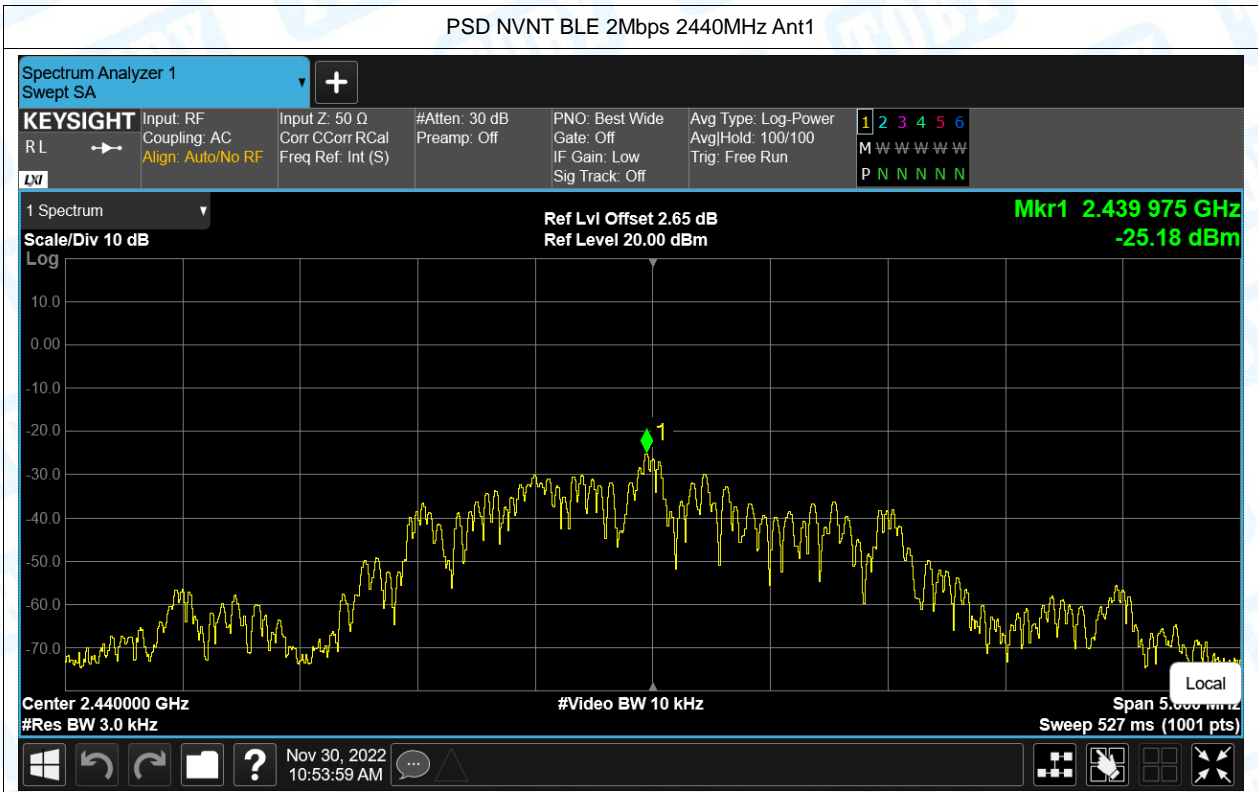 PSD NVNT BLE 2Mbps 2440MHz Ant1
Spectrum Analyzer 1
Swept SA
KEYSIGHT
RL
LXI
Input: RF
Coupling: AC
Align: Auto/No RF
Input Z: 50 Ω
Corr CCorr RCal
Freq Ref: Int (S)
#Atten: 30 dB
Preamp: Off
PNO: Best Wide
Gate: Off
IF Gain: Low
Sig Track: Off
Avg Type: Log-Power
Avg|Hold: 100/100
Trig: Free Run
1 2 3 4 5 6
M W W W W W W
P N N N N N
1 Spectrum
Scale/Div 10 dB
Log
Ref Lvl Offset 2.65 dB
Ref Level 20.00 dBm
Mkr1 2.439 975 GHz
-25.18 dBm
10.0
0.00
-10.0
-20.0
-30.0
-40.0
-50.0
-60.0
-70.0
1
Center 2.440000 GHz
#Res BW 3.0 kHz
#Video BW 10 kHz
Local
Span 5.000 MHz
Sweep 527 ms (1001 pts)
?
Nov 30, 2022
10:53:59 AM